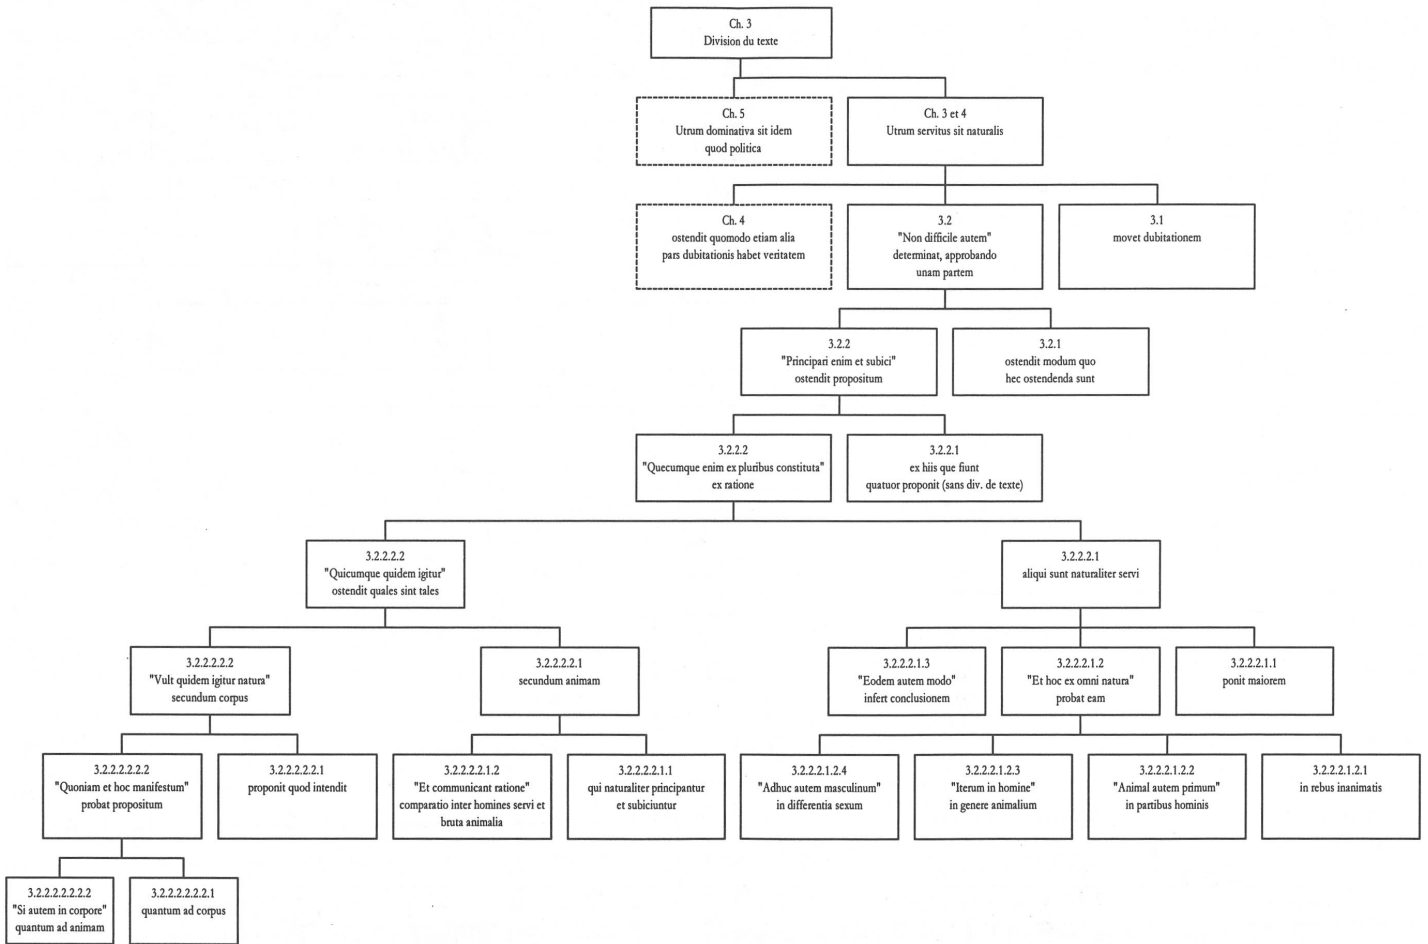 Ch. 3
Division du texte
Ch. 5
Utrum dominativa sit idem
quod politica
Ch. 3 et 4
Utrum servitus sit naturalis
Ch. 4
ostendit quomodo etiam alia
pars dubitationis habet veritatem
3.2
"Non difficile autem"
determinat, approbando
unam partem
3.1
movet dubitationem
3.2.2
"Principari enim et subici"
ostendit propositum
3.2.1
ostendit modum quo
hec ostendenda sunt
3.2.2.2
"Quecumque enim ex pluribus constituta"
ex ratione
3.2.2.1
ex hiis que fiunt
quatuor proponit (sans div. de texte)
3.2.2.2.2
"Quicumque quidem igitur"
ostendit quales sint tales
3.2.2.2.1
aliqui sunt naturaliter servi
3.2.2.2.2.2
"Vult quidem igitur natura"
secundum corpus
3.2.2.2.2.1
secundum animam
3.2.2.2.1.3
"Eodem autem modo"
infert conclusionem
3.2.2.2.1.2
"Et hoc ex omni natura"
probat eam
3.2.2.2.1.1
ponit maiorem
3.2.2.2.2.2.2
"Quoniam et hoc manifestum"
probat propositum
3.2.2.2.2.2.1
proponit quod intendit
3.2.2.2.2.1.2
"Et communicant ratione"
comparatio inter homines servi et
bruta animalia
3.2.2.2.2.1.1
qui naturaliter principantur
et subiciuntur
3.2.2.2.1.2.4
"Adhuc autem masculinum"
in differentia sexum
3.2.2.2.1.2.3
"Iterum in homine"
in genere animalium
3.2.2.2.1.2.2
"Animal autem primum"
in partibus hominis
3.2.2.2.1.2.1
in rebus inanimatis
3.2.2.2.2.2.2.2
"Si autem in corpore"
quantum ad animam
3.2.2.2.2.2.2.1
quantum ad corpus